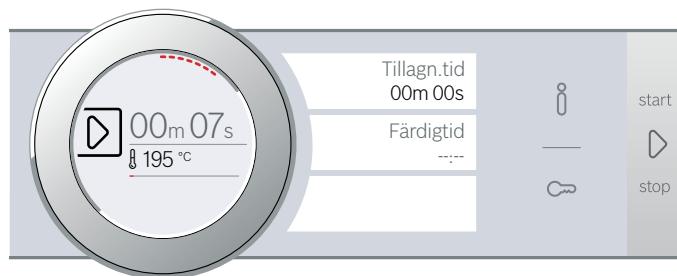 00m 07s
195 °C
Tillagn.tid
00m 00s
Färdigtid
--:--
start
stop